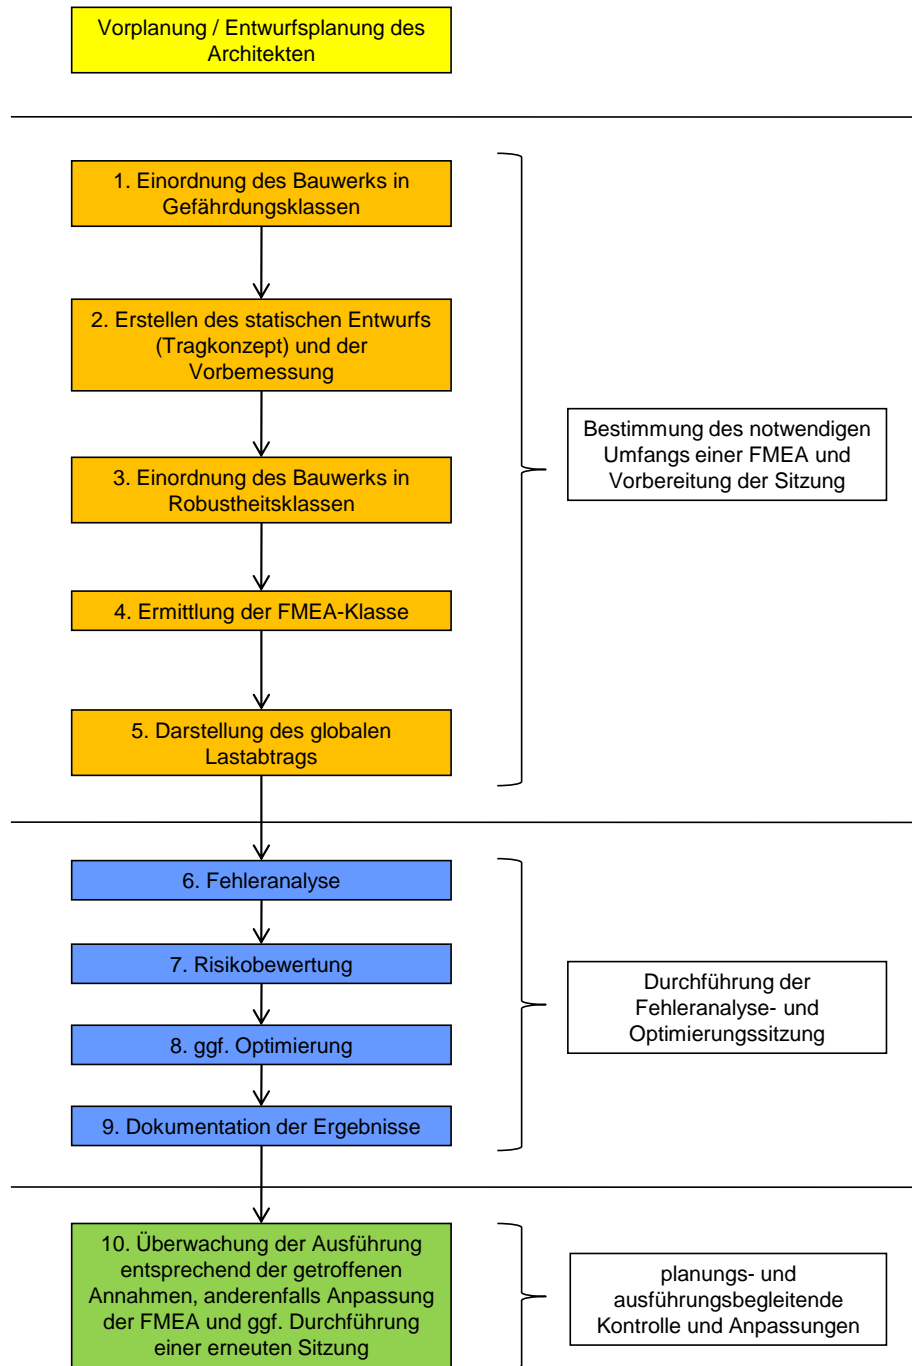 Vorplanung / Entwurfsplanung des
Architekten
1. Einordnung des Bauwerks in
Gefährdungsklassen
2. Erstellen des statischen Entwurfs
(Tragkonzept) und der
Vorbemessung
3. Einordnung des Bauwerks in
Robustheitsklassen
4. Ermittlung der FMEA-Klasse
5. Darstellung des globalen
Lastabtrags
Bestimmung des notwendigen
Umfangs einer FMEA und
Vorbereitung der Sitzung
6. Fehleranalyse
7. Risikobewertung
8. ggf. Optimierung
9. Dokumentation der Ergebnisse
Durchführung der
Fehleranalyse- und
Optimierungssitzung
10. Überwachung der Ausführung
entsprechend der getroffenen
Annahmen, anderenfalls Anpassung
der FMEA und ggf. Durchführung
einer erneuten Sitzung
planungs- und
ausführungsbegleitende
Kontrolle und Anpassungen